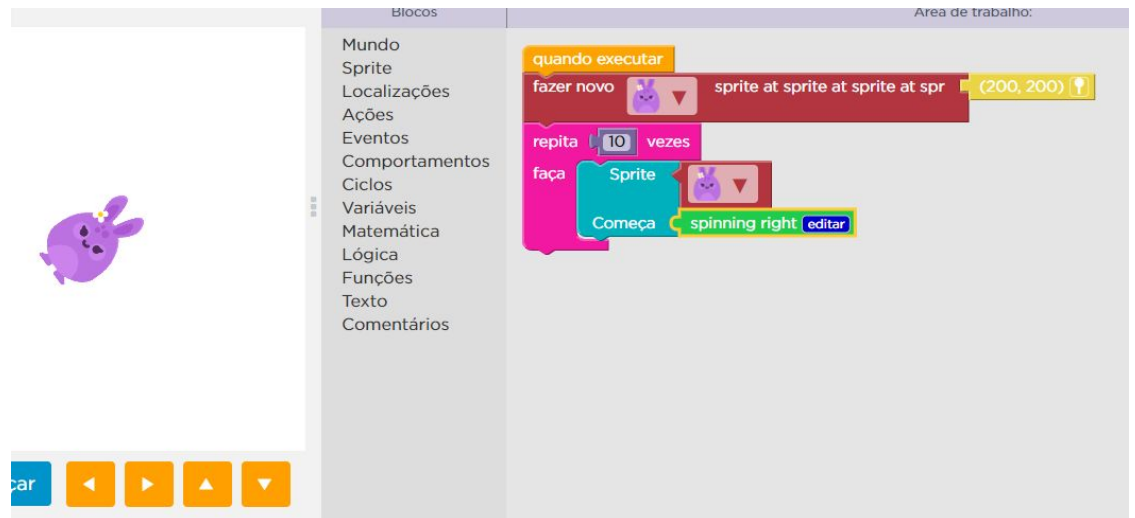 Blocos
Área de trabalho:
Mundo
Sprite
Localizações
Ações
Eventos
Comportamentos
Ciclos
Variáveis
Matemática
Lógica
Funções
Texto
Comentários
quando executar
fazer novo sprite at sprite at sprite at spr (200, 200)
repita 10 vezes
faça Sprite
Começa spinning right editar
çar